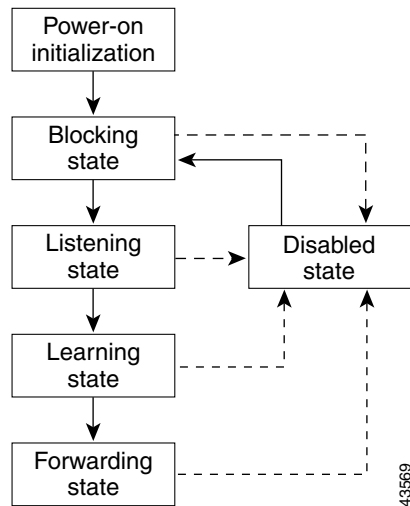 Power-on
initialization
Blocking
state
Listening
state
Disabled
state
Learning
state
Forwarding
state
43569